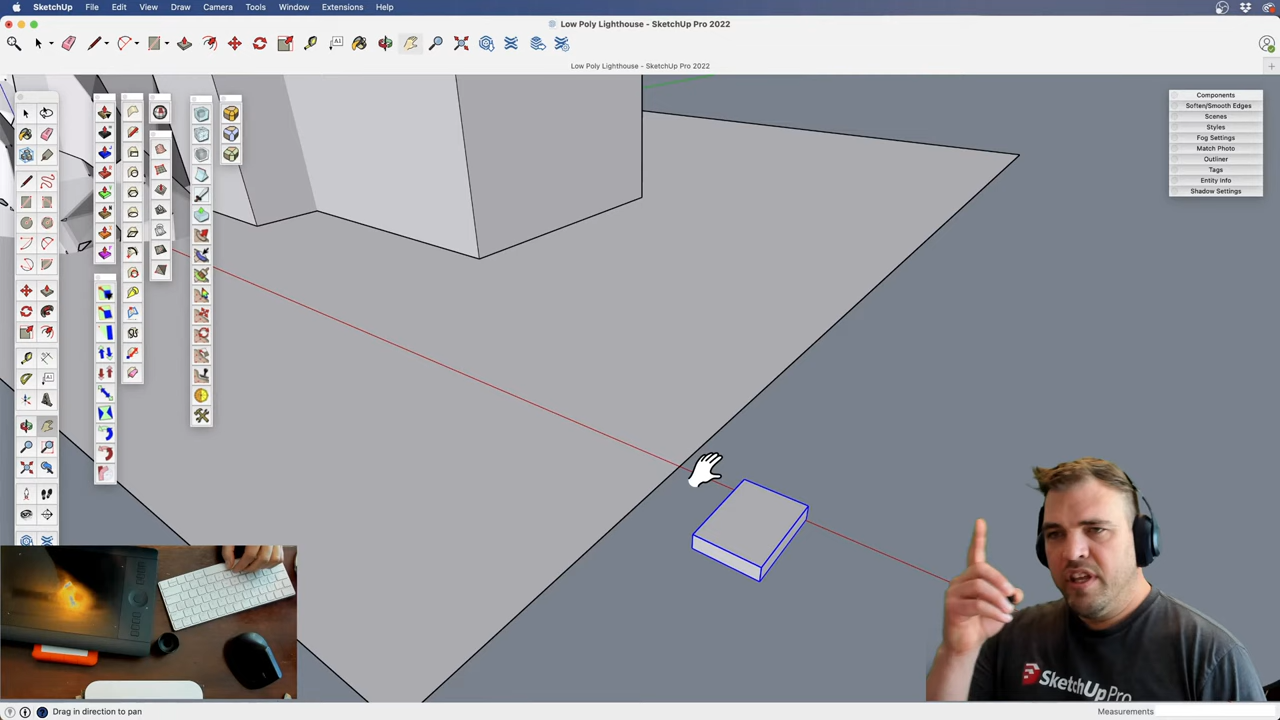 SketchUp File Edit View Draw Camera Tools Window Extensions Help
Low Poly Lighthouse - SketchUp Pro 2022
Low Poly Lighthouse - SketchUp Pro 2022
Components
Soften/Smooth Edges
Scenes
Styles
Fog Settings
Match Photo
Outliner
Tags
Entity Info
Shadow Settings
SketchUp Pro
Drag in direction to pan
Measurements